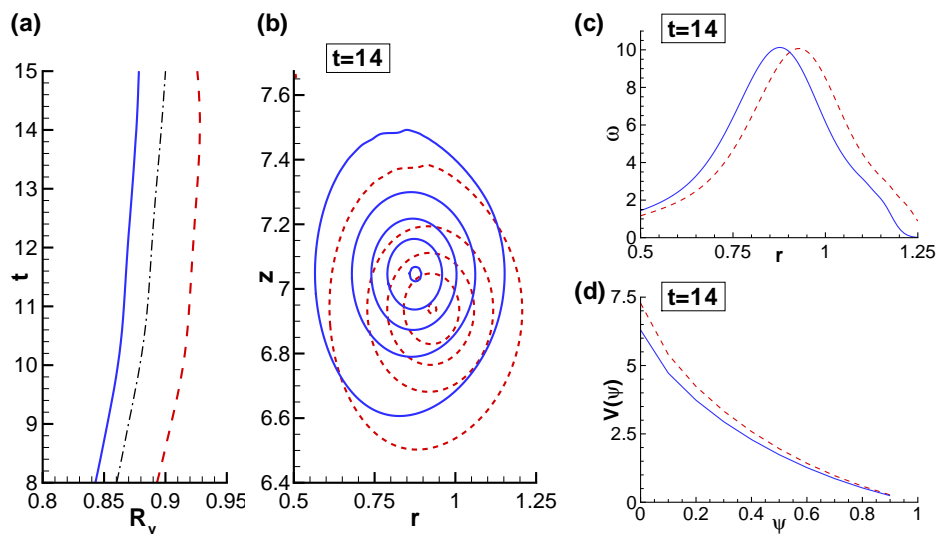 (a)
15
14
13
12
11
10
9
8
t
0.8
0.85
0.9
0.95
R_v
(b)
t=14
7.6
7.4
7.2
7
6.8
6.6
6.4
z
0.5
0.75
1
1.25
r
(c)
t=14
10
8
6
4
2
0
ω
0.5
0.75
1
1.25
r
(d)
t=14
7.5
5
2.5
0
V(ψ)
0
0.2
0.4
0.6
0.8
1
ψ